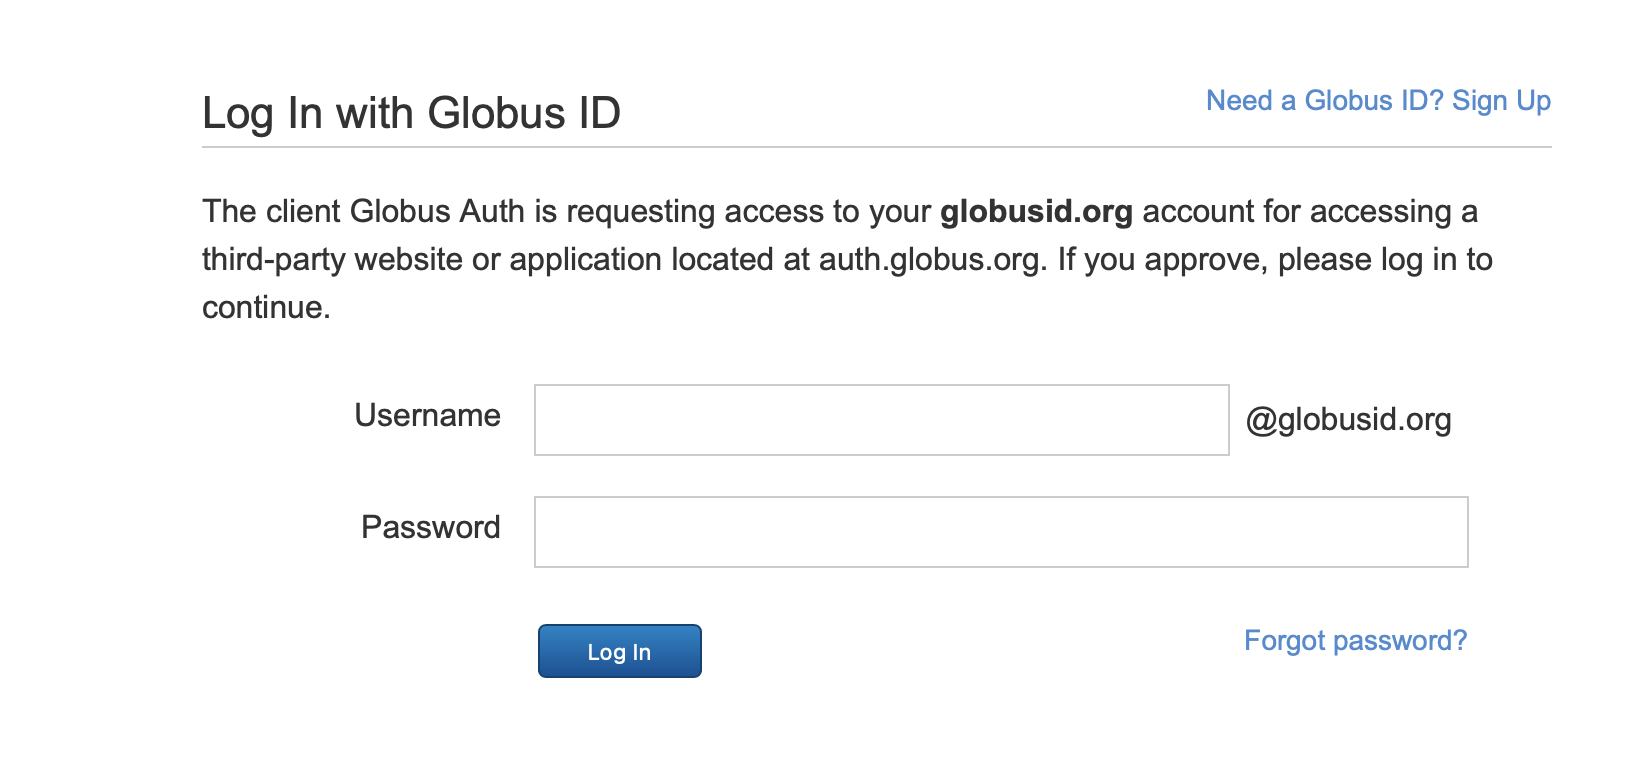 Log In with Globus ID
Need a Globus ID? Sign Up
The client Globus Auth is requesting access to your globusid.org account for accessing a
third-party website or application located at auth.globus.org. If you approve, please log in to
continue.
Username
@globusid.org
Password
Log In
Forgot password?